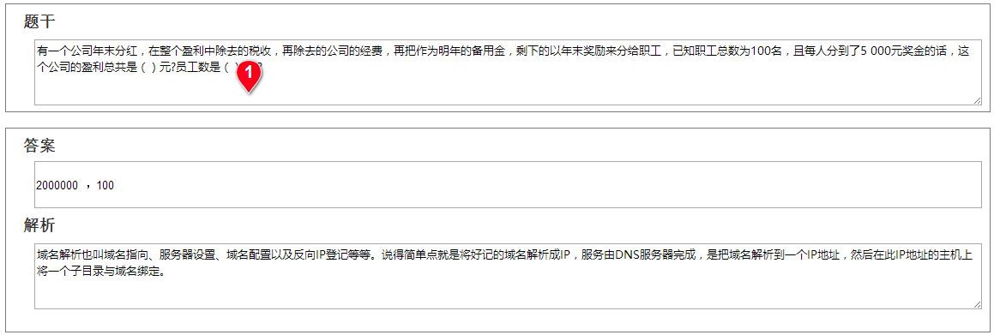 题干
有一个公司年末分红，在整个盈利中除去的税收，再除去的公司的经费，再把作为明年的备用金，剩下的以年末奖励来分给职工，已知职工总数为100名，且每人分到了5 000元奖金的话，这
个公司的盈利总共是（ ）元?员工数是（ ）?
1
答案
2000000 ，100
解析
域名解析也叫域名指向、服务器设置、域名配置以及反向IP登记等等。说得简单点就是将好记的域名解析成IP，服务由DNS服务器完成，是把域名解析到一个IP地址，然后在此IP地址的主机上
将一个子目录与域名绑定。